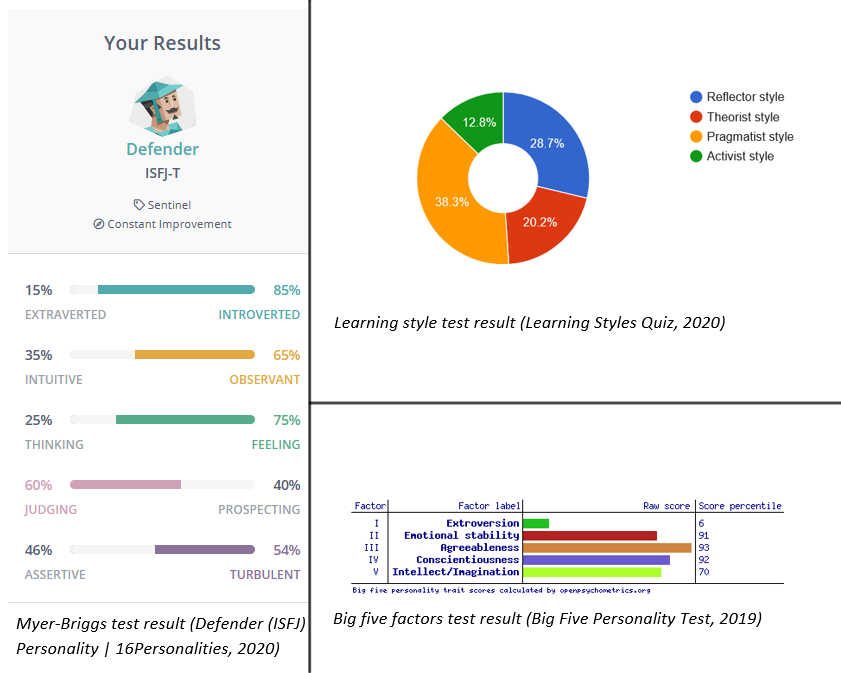 Your Results
Defender
ISFJ-T
Sentinel
Constant Improvement
15% 85%
EXTRAVERTED INTROVERTED
35% 65%
INTUITIVE OBSERVANT
25% 75%
THINKING FEELING
60% 40%
JUDGING PROSPECTING
46% 54%
ASSERTIVE TURBULENT
Myer-Briggs test result (Defender (ISFJ)
Personality | 16Personalities, 2020)
12.8%
28.7%
38.3%
20.2%
Reflector style
Theorist style
Pragmatist style
Activist style
Learning style test result (Learning Styles Quiz, 2020)
Factor Factor label Raw score Score percentile
I Extroversion 6
II Emotional stability 91
III Agreeableness 93
IV Conscientiousness 92
V Intellect/Imagination 70
Big five personality trait scores calculated by openpsychometrics.org
Big five factors test result (Big Five Personality Test, 2019)